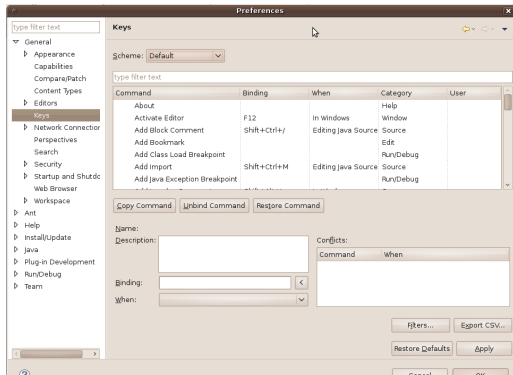 Preferences
type filter text
General
Appearance
Capabilities
Compare/Patch
Content Types
Editors
Keys
Network Connection
Perspectives
Search
Security
Startup and Shutdo
Web Browser
Workspace
Ant
Help
Install/Update
Java
Plug-in Development
Run/Debug
Team
Keys
Scheme: Default
type filter text
Command Binding When Category User
About Help
Activate Editor F12 In Windows Window
Add Block Comment Shift+Ctrl+/ Editing Java Source Source
Add Bookmark Edit
Add Class Load Breakpoint Run/Debug
Add Import Shift+Ctrl+M Editing Java Source Source
Add Java Exception Breakpoint Run/Debug
Copy Command Unbind Command Restore Command
Name:
Description:
Conflicts:
Command When
Binding:
<
When:
Filters... Export CSV...
Restore Defaults Apply
Cancel OK